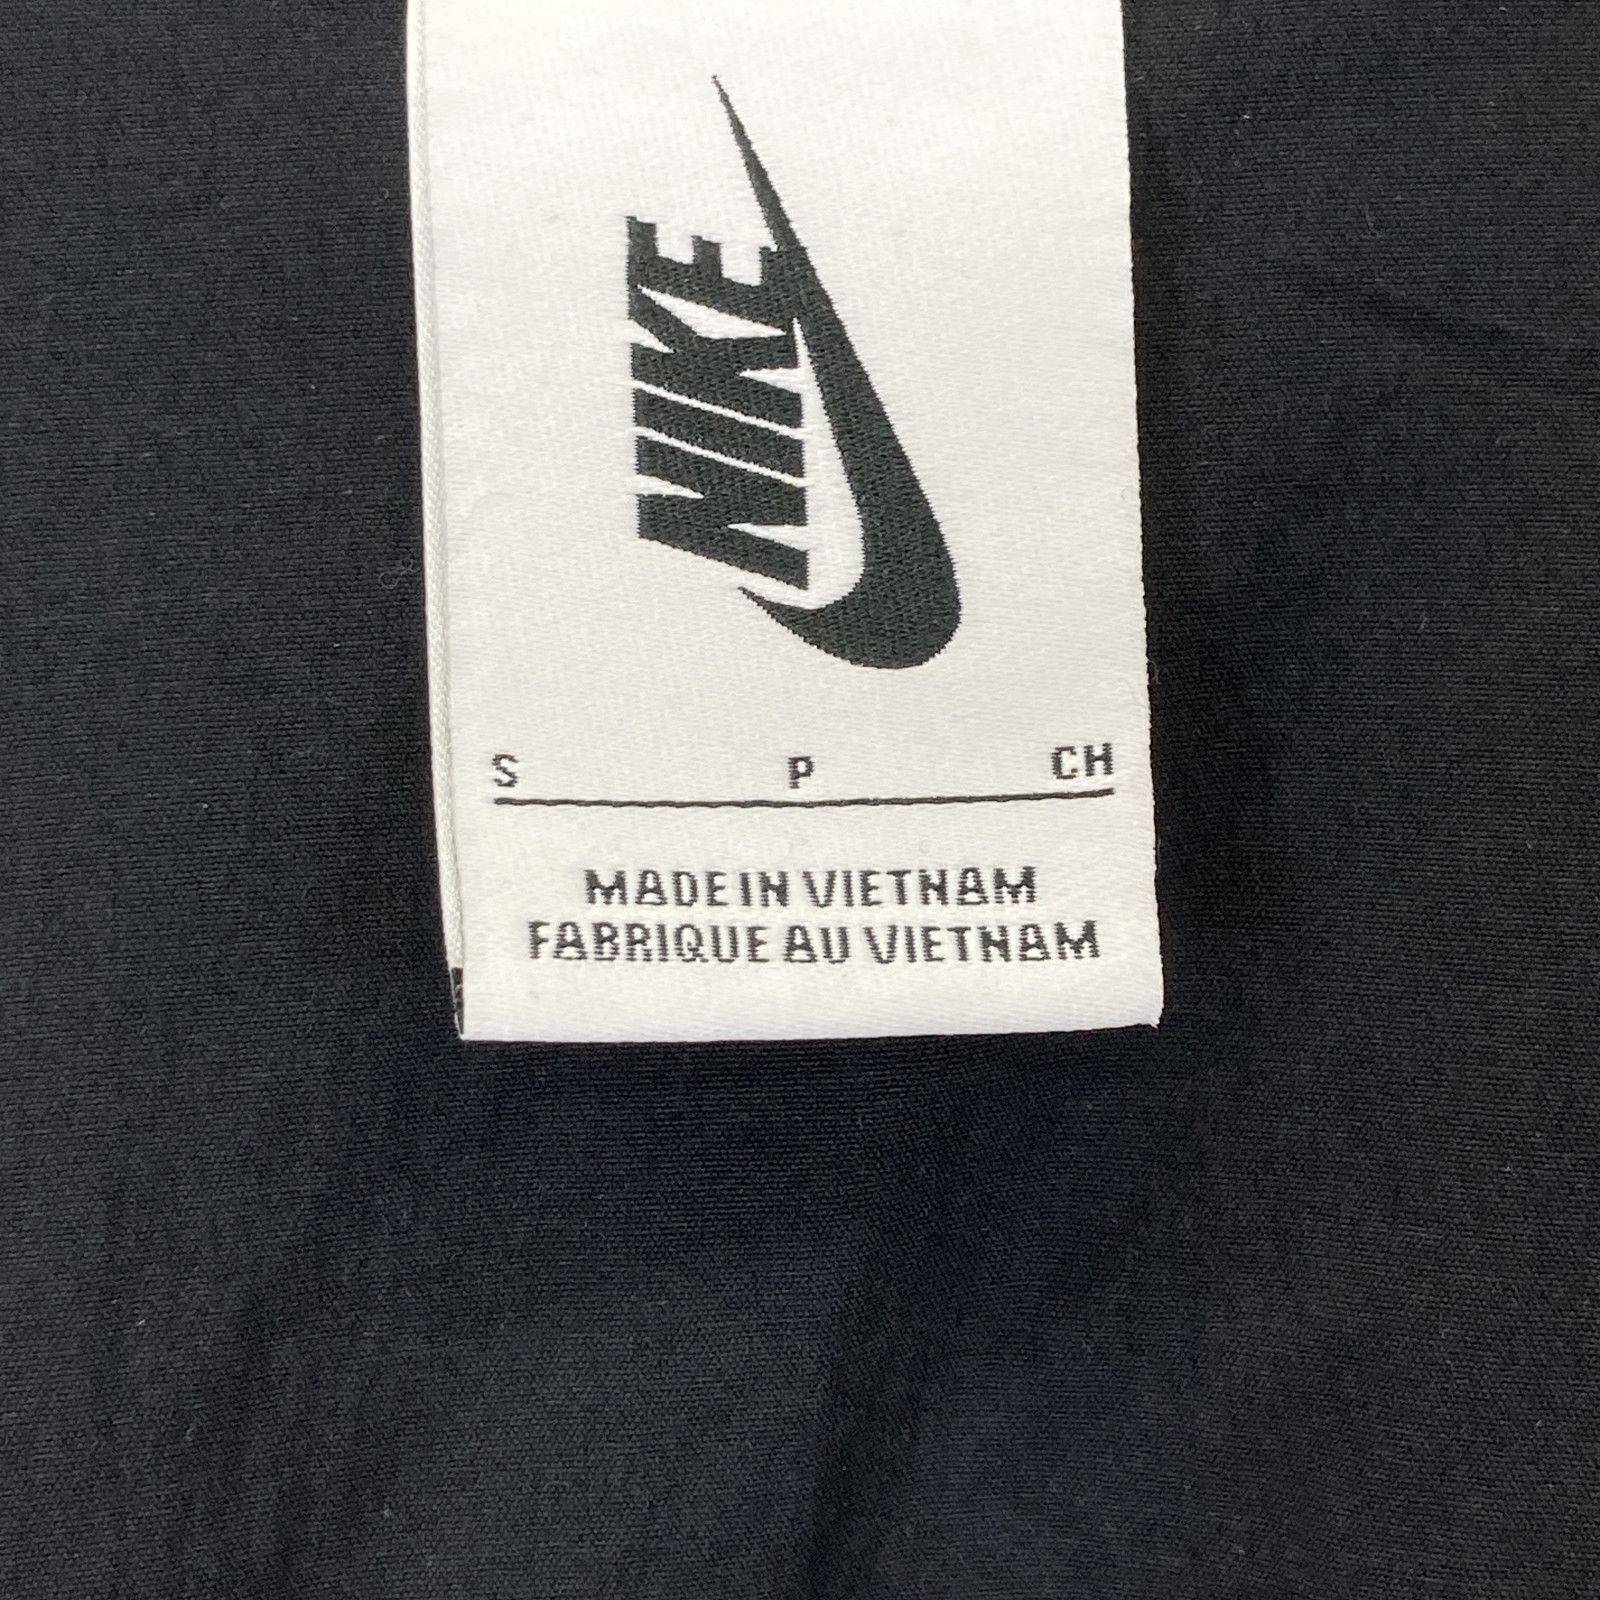 NIKE
S P CH
MADE IN VIETNAM
FABRIQUE AU VIETNAM